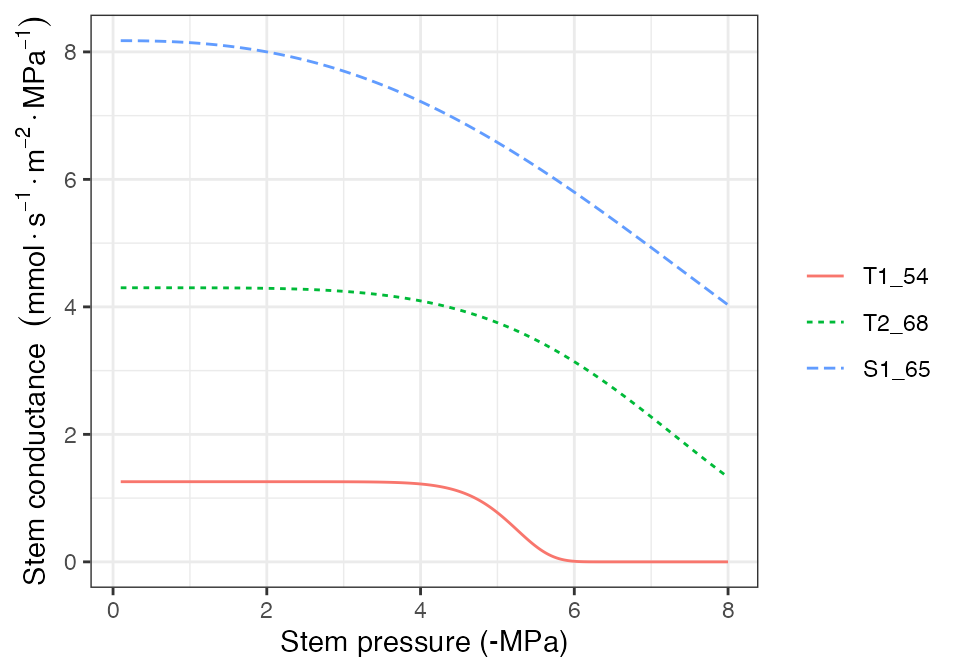 Stem conductance (mmol·s⁻¹·m⁻²·MPa⁻¹)
8
6
4
2
0
0 2 4 6 8
Stem pressure (-MPa)
T1_54
T2_68
S1_65